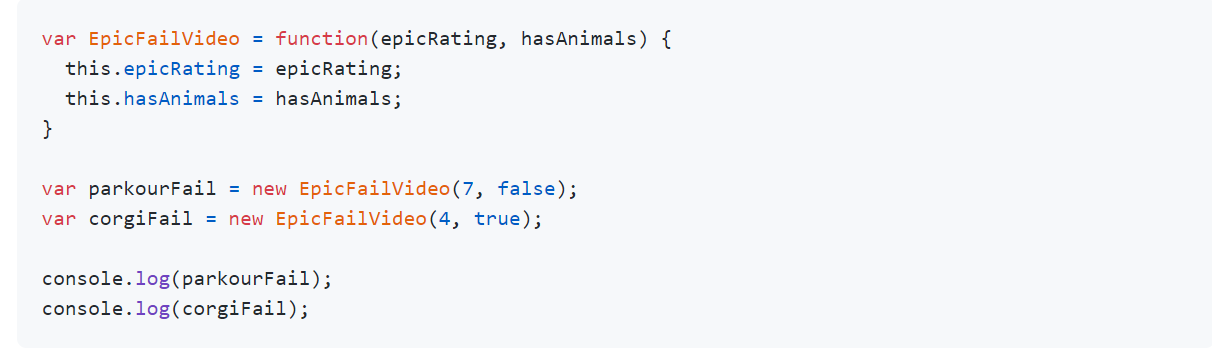 var EpicFailVideo = function(epicRating, hasAnimals) {
  this.epicRating = epicRating;
  this.hasAnimals = hasAnimals;
}

var parkourFail = new EpicFailVideo(7, false);
var corgiFail = new EpicFailVideo(4, true);

console.log(parkourFail);
console.log(corgiFail);